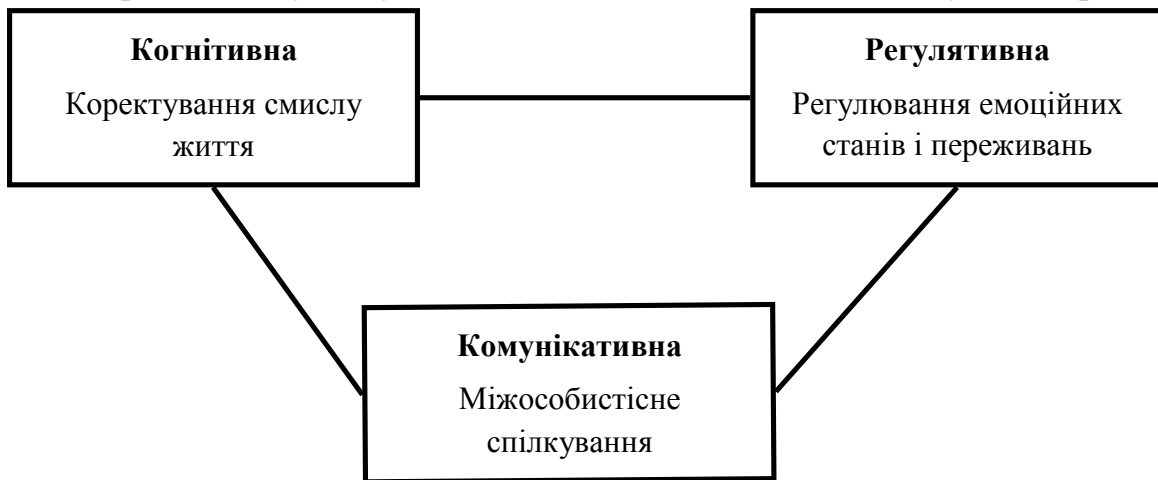 Когнітивна
Коректування смислу
життя
Регулятивна
Регулювання емоційних
станів і переживань
Комунікативна
Міжособистісне
спілкування